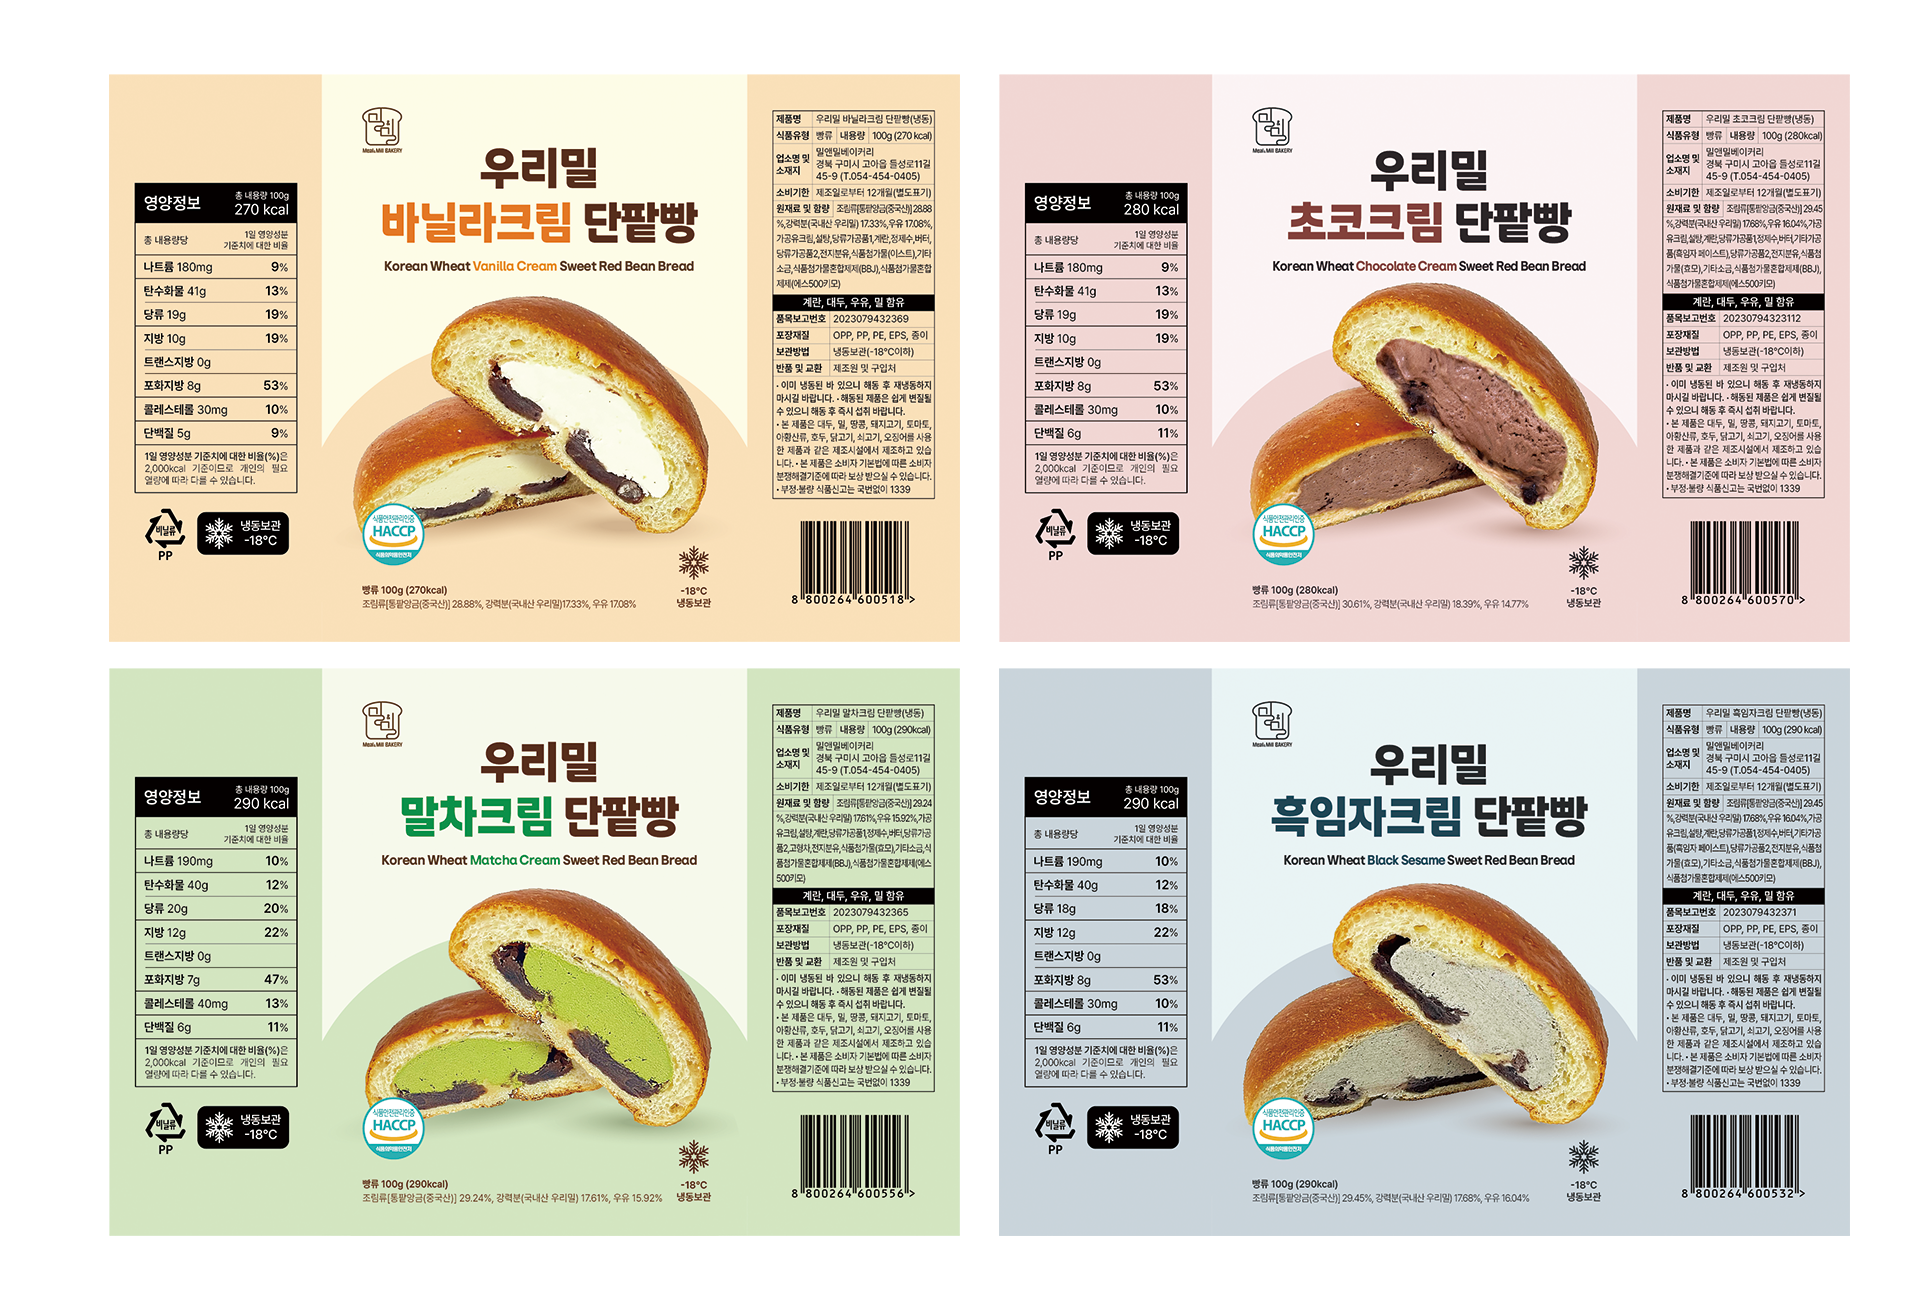 Meal&Mill BAKERY
우리밀
바닐라크림 단팥빵
Korean Wheat Vanilla Cream Sweet Red Bean Bread
영양정보
총 내용량 100g
270 kcal
총 내용량당
1일 영양성분
기준치에 대한 비율
나트륨 180mg 9%
탄수화물 41g 13%
당류 19g 19%
지방 10g 19%
트랜스지방 0g
포화지방 8g 53%
콜레스테롤 30mg 10%
단백질 5g 9%
1일 영양성분 기준치에 대한 비율(%)은
2,000kcal 기준이므로 개인의 필요
열량에 따라 다를 수 있습니다.
비닐류
PP
냉동보관
-18°C
식품안전관리인증
HACCP
식품의약품안전처
빵류 100g (270kcal)
조림류[통팥앙금(중국산)] 28.88%, 강력분(국내산 우리밀)17.33%, 우유 17.08%
-18°C
냉동보관
제품명 우리밀 바닐라크림 단팥빵(냉동)
식품유형 빵류 내용량 100g (270 kcal)
업소명 및 소재지
밀앤밀베이커리
경북 구미시 고아읍 들성로11길
45-9 (T.054-454-0405)
소비기한 제조일로부터 12개월(별도표기)
원재료 및 함량 조림류[통팥앙금(중국산)] 28.88
%,강력분(국내산 우리밀) 17.33%,우유 17.08%,
가공유크림,설탕,당류가공품1,계란,정제수,버터,
당류가공품2,전지분유,식품첨가물(이스트),기타
소금,식품첨가물혼합제제(BBJ),식품첨가물혼합
제제(에스500키모)
계란, 대두, 우유, 밀 함유
품목보고번호 2023079432369
포장재질 OPP, PP, PE, EPS, 종이
보관방법 냉동보관(-18°C이하)
반품 및 교환 제조원 및 구입처
• 이미 냉동된 바 있으니 해동 후 재냉동하지
마시길 바랍니다. • 해동된 제품은 쉽게 변질될
수 있으니 해동 후 즉시 섭취 바랍니다.
• 본 제품은 대두, 밀, 땅콩, 돼지고기, 토마토,
아황산류, 호두, 닭고기, 쇠고기, 오징어를 사용
한 제품과 같은 제조시설에서 제조하고 있습
니다. • 본 제품은 소비자 기본법에 따른 소비자
분쟁해결기준에 따라 보상 받으실 수 있습니다.
• 부정·불량 식품신고는 국번없이 1339
8 800264 600518 >
Meal&Mill BAKERY
우리밀
초코크림 단팥빵
Korean Wheat Chocolate Cream Sweet Red Bean Bread
영양정보
총 내용량 100g
280 kcal
총 내용량당
1일 영양성분
기준치에 대한 비율
나트륨 180mg 9%
탄수화물 41g 13%
당류 19g 19%
지방 10g 19%
트랜스지방 0g
포화지방 8g 53%
콜레스테롤 30mg 10%
단백질 6g 11%
1일 영양성분 기준치에 대한 비율(%)은
2,000kcal 기준이므로 개인의 필요
열량에 따라 다를 수 있습니다.
비닐류
PP
냉동보관
-18°C
식품안전관리인증
HACCP
식품의약품안전처
빵류 100g (280kcal)
조림류[통팥앙금(중국산)] 30.61%, 강력분(국내산 우리밀) 18.39%, 우유 14.77%
-18°C
냉동보관
제품명 우리밀 초코크림 단팥빵(냉동)
식품유형 빵류 내용량 100g (280kcal)
업소명 및 소재지
밀앤밀베이커리
경북 구미시 고아읍 들성로11길
45-9 (T.054-454-0405)
소비기한 제조일로부터 12개월(별도표기)
원재료 및 함량 조림류[통팥앙금(중국산)] 29.45
%,강력분(국내산 우리밀) 17.68%,우유 16.04%,가공
유크림,설탕,계란,당류가공품1,정제수,버터,기타가공
품(흑임자 페이스트),당류가공품2,전지분유,식품첨
가물(효모),기타소금,식품첨가물혼합제제(BBJ),
식품첨가물혼합제제(에스500키모)
계란, 대두, 우유, 밀 함유
품목보고번호 20230794323112
포장재질 OPP, PP, PE, EPS, 종이
보관방법 냉동보관(-18°C이하)
반품 및 교환 제조원 및 구입처
• 이미 냉동된 바 있으니 해동 후 재냉동하지
마시길 바랍니다. • 해동된 제품은 쉽게 변질될
수 있으니 해동 후 즉시 섭취 바랍니다.
• 본 제품은 대두, 밀, 땅콩, 돼지고기, 토마토,
아황산류, 호두, 닭고기, 쇠고기, 오징어를 사용
한 제품과 같은 제조시설에서 제조하고 있습
니다. • 본 제품은 소비자 기본법에 따른 소비자
분쟁해결기준에 따라 보상 받으실 수 있습니다.
• 부정·불량 식품신고는 국번없이 1339
8 800264 600570 >
Meal&Mill BAKERY
우리밀
말차크림 단팥빵
Korean Wheat Matcha Cream Sweet Red Bean Bread
영양정보
총 내용량 100g
290 kcal
총 내용량당
1일 영양성분
기준치에 대한 비율
나트륨 190mg 10%
탄수화물 40g 12%
당류 20g 20%
지방 12g 22%
트랜스지방 0g
포화지방 7g 47%
콜레스테롤 40mg 13%
단백질 6g 11%
1일 영양성분 기준치에 대한 비율(%)은
2,000kcal 기준이므로 개인의 필요
열량에 따라 다를 수 있습니다.
비닐류
PP
냉동보관
-18°C
식품안전관리인증
HACCP
식품의약품안전처
빵류 100g (290kcal)
조림류[통팥앙금(중국산)] 29.24%, 강력분(국내산 우리밀) 17.61%, 우유 15.92%
-18°C
냉동보관
제품명 우리밀 말차크림 단팥빵(냉동)
식품유형 빵류 내용량 100g (290kcal)
업소명 및 소재지
밀앤밀베이커리
경북 구미시 고아읍 들성로11길
45-9 (T.054-454-0405)
소비기한 제조일로부터 12개월(별도표기)
원재료 및 함량 조림류[통팥앙금(중국산)] 29.24
%,강력분(국내산 우리밀) 17.61%,우유 15.92%,가공
유크림,설탕,계란,당류가공품1,정제수,버터,당류가공
품2,고형차,전지분유,식품첨가물(효모),기타소금,식
품첨가물혼합제제(BBJ),식품첨가물혼합제제(에스
500키모)
계란, 대두, 우유, 밀 함유
품목보고번호 2023079432365
포장재질 OPP, PP, PE, EPS, 종이
보관방법 냉동보관(-18°C이하)
반품 및 교환 제조원 및 구입처
• 이미 냉동된 바 있으니 해동 후 재냉동하지
마시길 바랍니다. • 해동된 제품은 쉽게 변질될
수 있으니 해동 후 즉시 섭취 바랍니다.
• 본 제품은 대두, 밀, 땅콩, 돼지고기, 토마토,
아황산류, 호두, 닭고기, 쇠고기, 오징어를 사용
한 제품과 같은 제조시설에서 제조하고 있습
니다. • 본 제품은 소비자 기본법에 따른 소비자
분쟁해결기준에 따라 보상 받으실 수 있습니다.
• 부정·불량 식품신고는 국번없이 1339
8 800264 600556 >
Meal&Mill BAKERY
우리밀
흑임자크림 단팥빵
Korean Wheat Black Sesame Sweet Red Bean Bread
영양정보
총 내용량 100g
290 kcal
총 내용량당
1일 영양성분
기준치에 대한 비율
나트륨 190mg 10%
탄수화물 40g 12%
당류 18g 18%
지방 12g 22%
트랜스지방 0g
포화지방 8g 53%
콜레스테롤 30mg 10%
단백질 6g 11%
1일 영양성분 기준치에 대한 비율(%)은
2,000kcal 기준이므로 개인의 필요
열량에 따라 다를 수 있습니다.
비닐류
PP
냉동보관
-18°C
식품안전관리인증
HACCP
식품의약품안전처
빵류 100g (290kcal)
조림류[통팥앙금(중국산)] 29.45%, 강력분(국내산 우리밀) 17.68%, 우유 16.04%
-18°C
냉동보관
제품명 우리밀 흑임자크림 단팥빵(냉동)
식품유형 빵류 내용량 100g (290 kcal)
업소명 및 소재지
밀앤밀베이커리
경북 구미시 고아읍 들성로11길
45-9 (T.054-454-0405)
소비기한 제조일로부터 12개월(별도표기)
원재료 및 함량 조림류[통팥앙금(중국산)] 29.45
%,강력분(국내산 우리밀) 17.68%,우유 16.04%,가공
유크림,설탕,계란,당류가공품1,정제수,버터,기타가공
품(흑임자 페이스트),당류가공품2,전지분유,식품첨
가물(효모),기타소금,식품첨가물혼합제제(BBJ),
식품첨가물혼합제제(에스500키모)
계란, 대두, 우유, 밀 함유
품목보고번호 2023079432371
포장재질 OPP, PP, PE, EPS, 종이
보관방법 냉동보관(-18°C이하)
반품 및 교환 제조원 및 구입처
• 이미 냉동된 바 있으니 해동 후 재냉동하지
마시길 바랍니다. • 해동된 제품은 쉽게 변질될
수 있으니 해동 후 즉시 섭취 바랍니다.
• 본 제품은 대두, 밀, 땅콩, 돼지고기, 토마토,
아황산류, 호두, 닭고기, 쇠고기, 오징어를 사용
한 제품과 같은 제조시설에서 제조하고 있습
니다. • 본 제품은 소비자 기본법에 따른 소비자
분쟁해결기준에 따라 보상 받으실 수 있습니다.
• 부정·불량 식품신고는 국번없이 1339
8 800264 600532 >